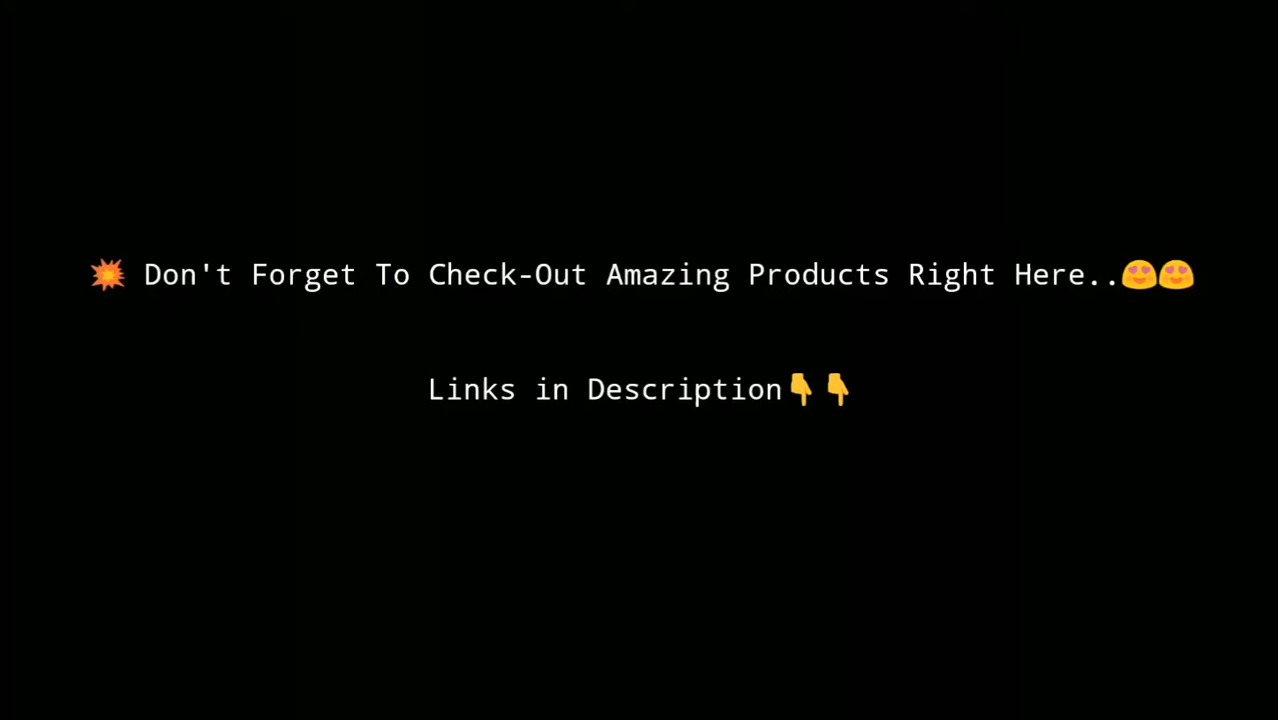 💥 Don't Forget To Check-Out Amazing Products Right Here..😍😍
Links in Description👇👇